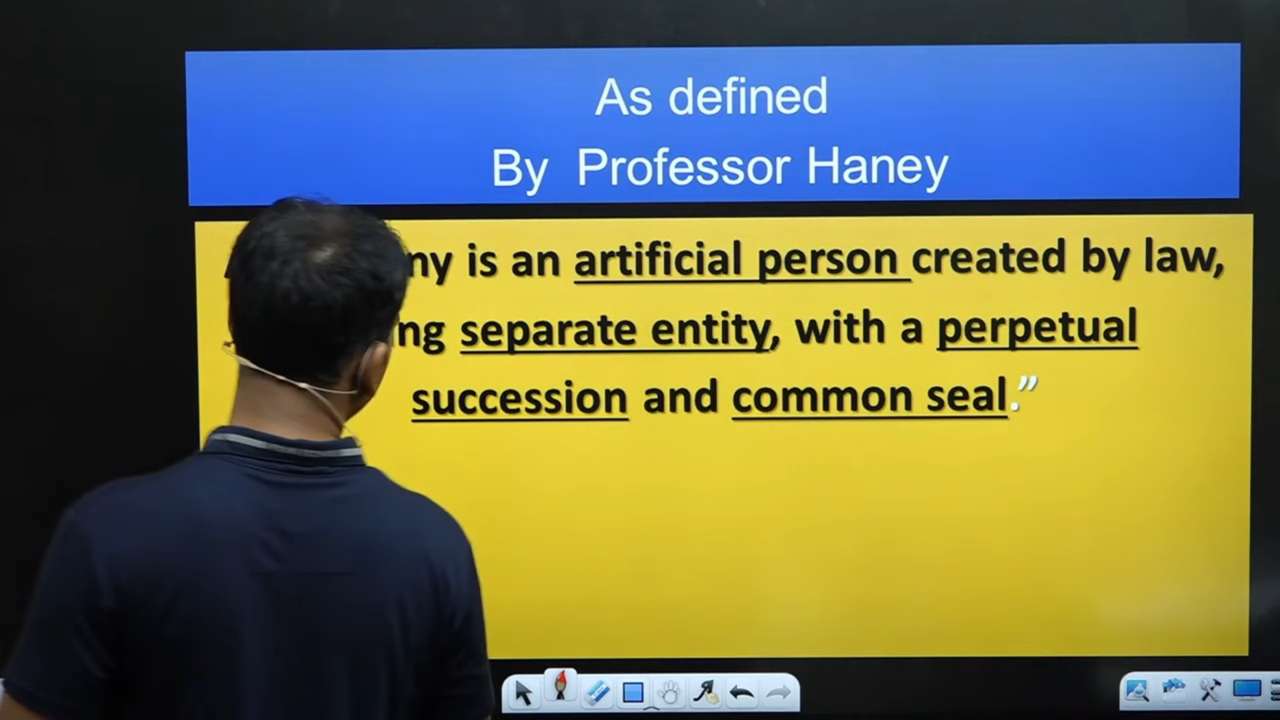 As defined
By Professor Haney
ny is an artificial person created by law,
ng separate entity, with a perpetual
succession and common seal.”